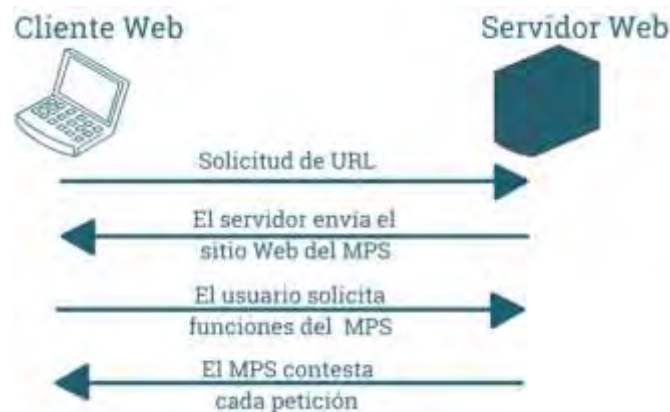 Cliente Web
Servidor Web
Solicitud de URL
El servidor envía el
sitio Web del MPS
El usuario solicita
funciones del MPS
El MPS contesta
cada petición